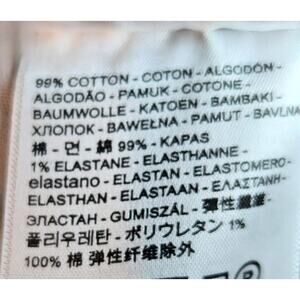 99% COTTON - COTON - ALGODÓN -
ALGODÃO - PAMUK - COTONE -
BAUMWOLLE - KATOEN - BAMBAKI -
ХЛОПОК - BAWEŁNA - PAMUT - BAVLNA
棉 - 면 - 綿 99% - KAPAS
1% ELASTANE - ELASTHANNE -
elastano - ELASTAN - ELASTOMERO-
ELASTHAN - ELASTAAN - ΕΛΑΣΤΑΝΗ-
ЭЛАСТАН - GUMISZÁL - 彈性纖維 -
폴리우레탄 - ポリウレタン 1%
100% 棉 弹性纤维除外